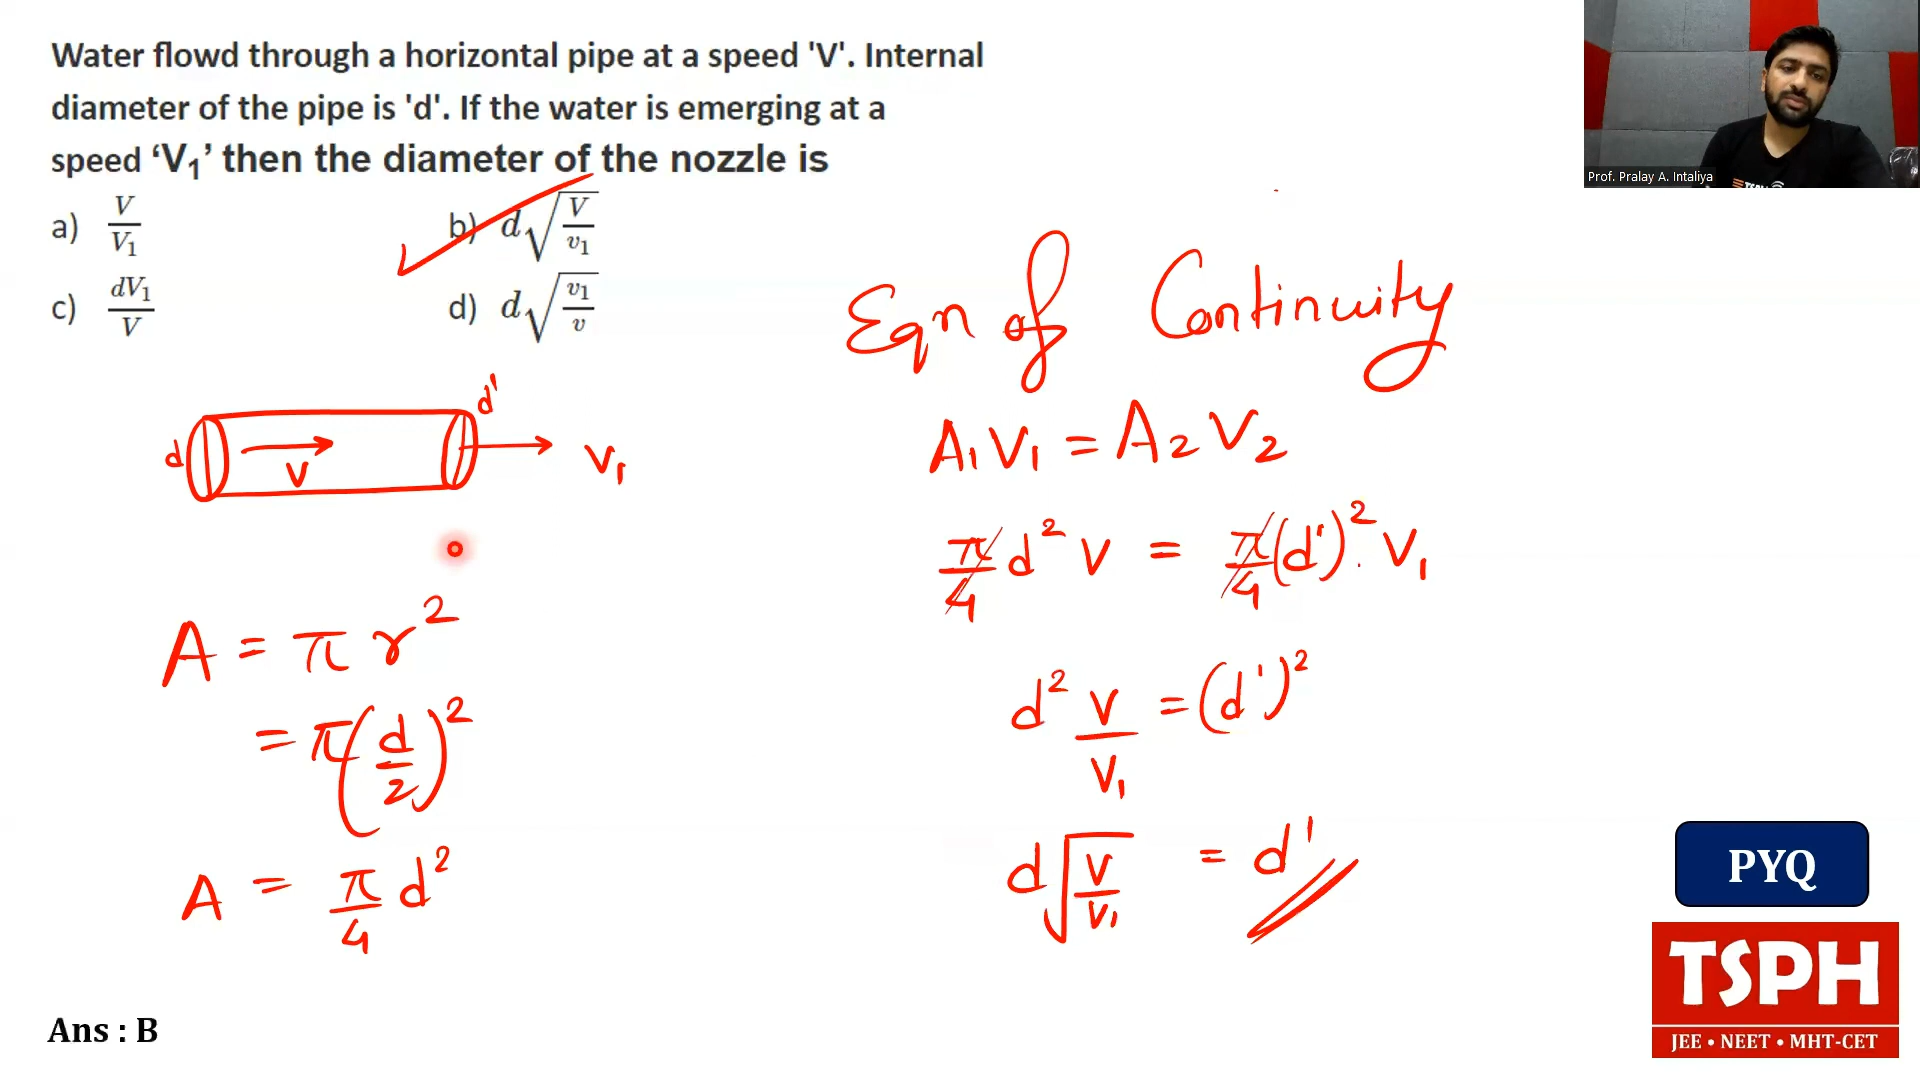 Water flowd through a horizontal pipe at a speed 'V'. Internal
diameter of the pipe is 'd'. If the water is emerging at a
speed ‘V₁’ then the diameter of the nozzle is
a) V/V₁ b) d√(V/v₁)
c) dV₁/V d) d√(v₁/v)
Prof. Pralay A. Intaliya
Eqn of Continuity
d V d' V₁
A₁V₁ = A₂V₂
π/4 d² V = π/4 (d')². V₁
A = πr²
= π(d/2)²
A = π/4 d²
d² V/V₁ = (d')²
d√(V/V₁) = d'
PYQ
TSPH
JEE • NEET • MHT-CET
Ans : B